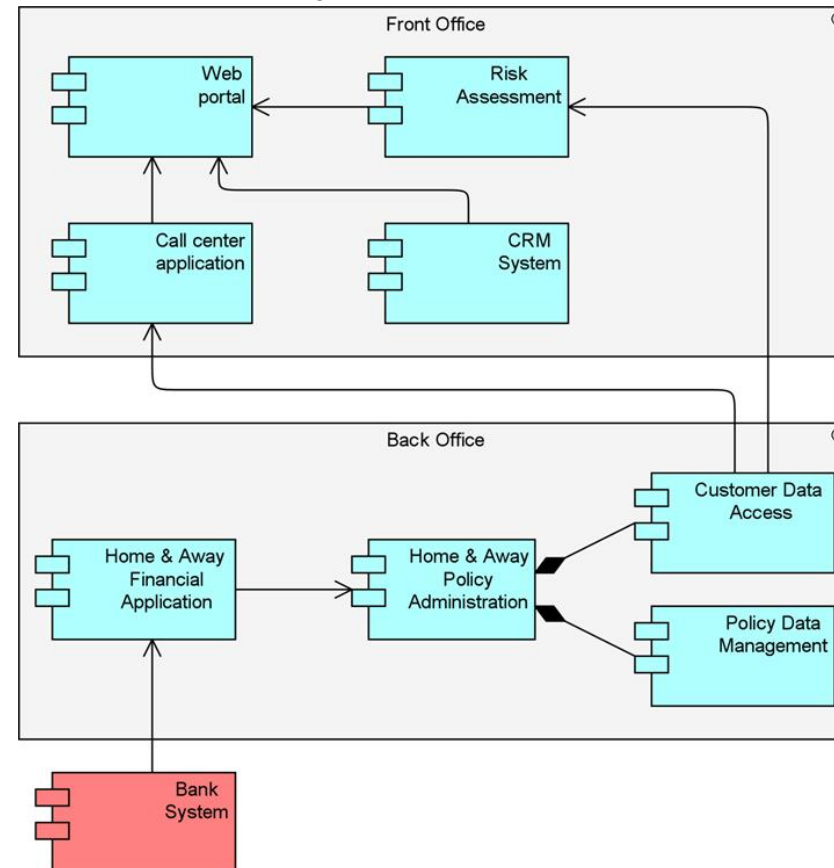 Front Office
Web
portal
Risk
Assessment
Call center
application
CRM
System
Back Office
Customer Data
Access
Home & Away
Financial
Application
Home & Away
Policy
Administration
Policy Data
Management
Bank
System